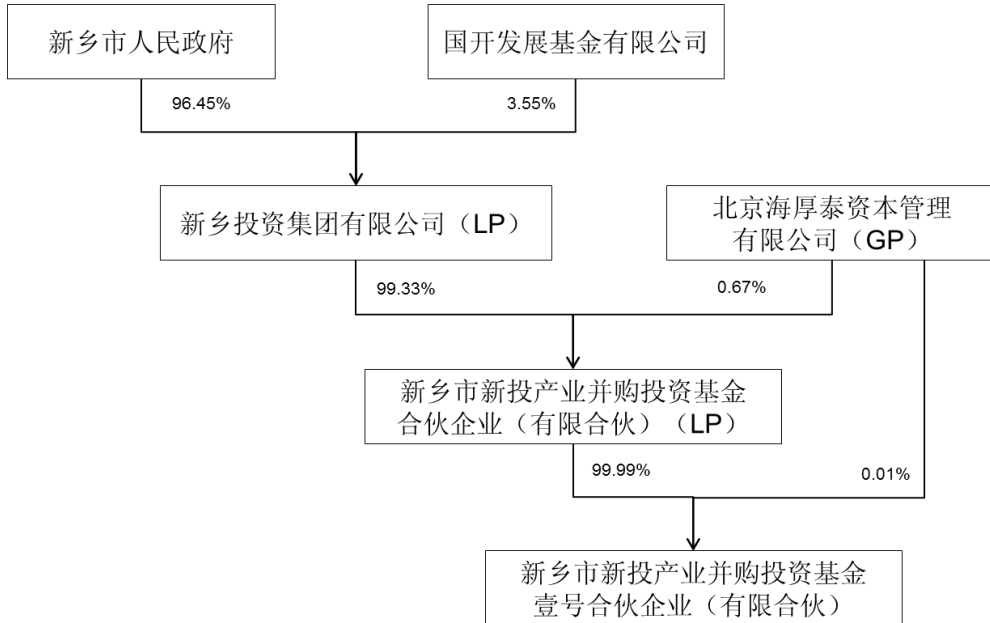 新乡市人民政府
国开发展基金有限公司
96.45%
3.55%
新乡投资集团有限公司（LP）
北京海厚泰资本管理
有限公司（GP）
99.33%
0.67%
新乡市新投产业并购投资基金
合伙企业（有限合伙）（LP）
99.99%
0.01%
新乡市新投产业并购投资基金
壹号合伙企业（有限合伙）